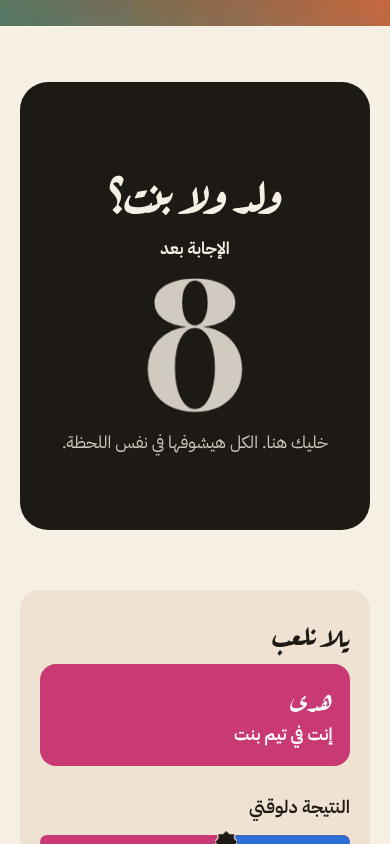 ولد ولا بنت؟
الإجابة بعد
8
خليك هنا. الكل هيشوفها في نفس اللحظة.
يلا نلعب
هدى
إنت في تيم بنت
النتيجة دلوقتي